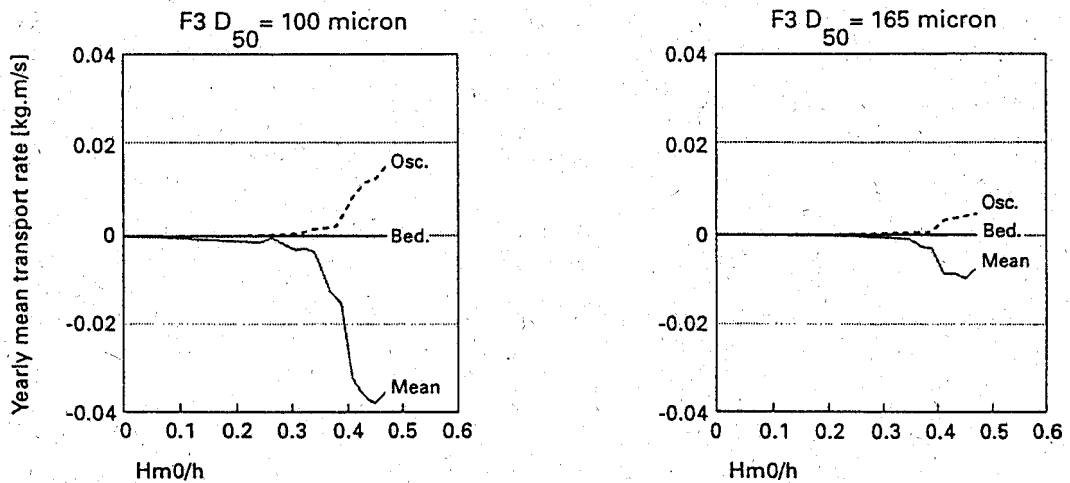 F3 D50 = 100 micron
Yearly mean transport rate [kg.m/s]
0.04
0.02
0
-0.02
-0.04
Osc.
Bed.
Mean
0 0.1 0.2 0.3 0.4 0.5 0.6
Hm0/h
F3 D50 = 165 micron
0.04
0.02
0
-0.02
-0.04
Osc.
Bed.
Mean
0 0.1 0.2 0.3 0.4 0.5 0.6
Hm0/h